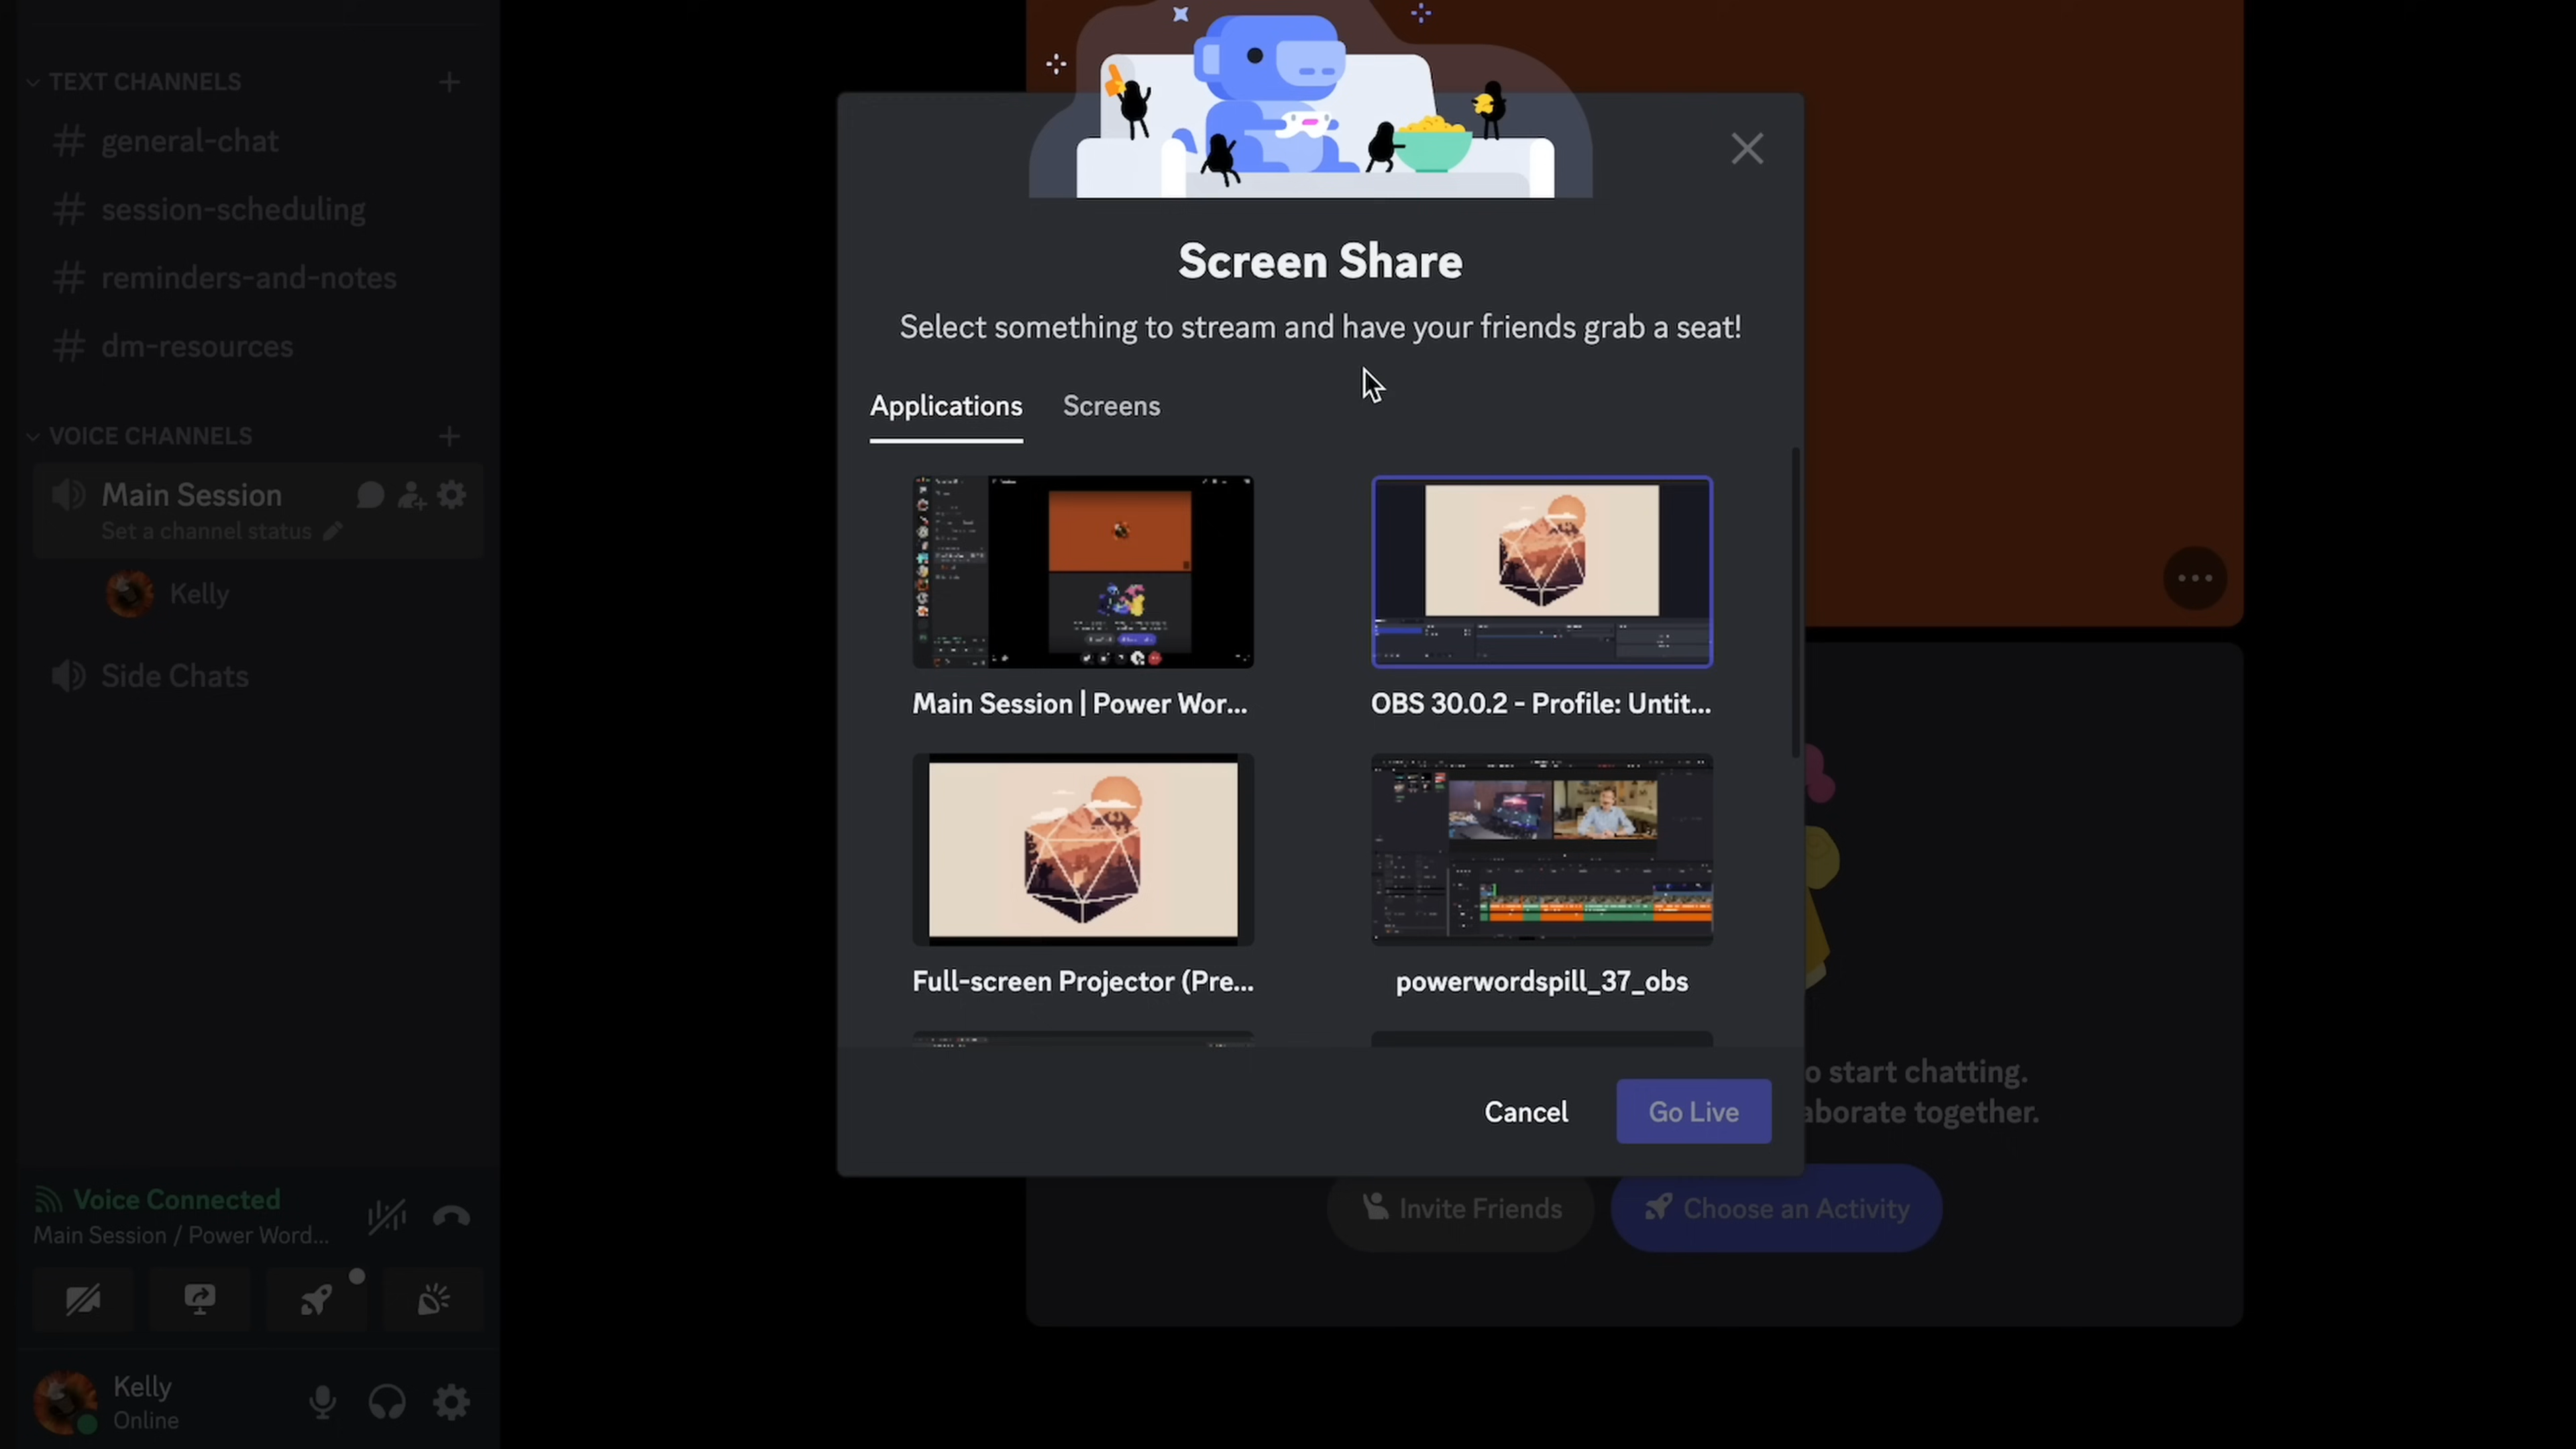 TEXT CHANNELS
general-chat
session-scheduling
reminders-and-notes
dm-resources
VOICE CHANNELS
Main Session
Set a channel status
Kelly
Side Chats
Voice Connected
Main Session / Power Word...
Kelly
Online
Screen Share
Select something to stream and have your friends grab a seat!
Applications
Screens
Main Session | Power Wor...
OBS 30.0.2 - Profile: Untit...
Full-screen Projector (Pre...
powerwordspill_37_obs
Cancel
Go Live
o start chatting.
aborate together.
Invite Friends
Choose an Activity